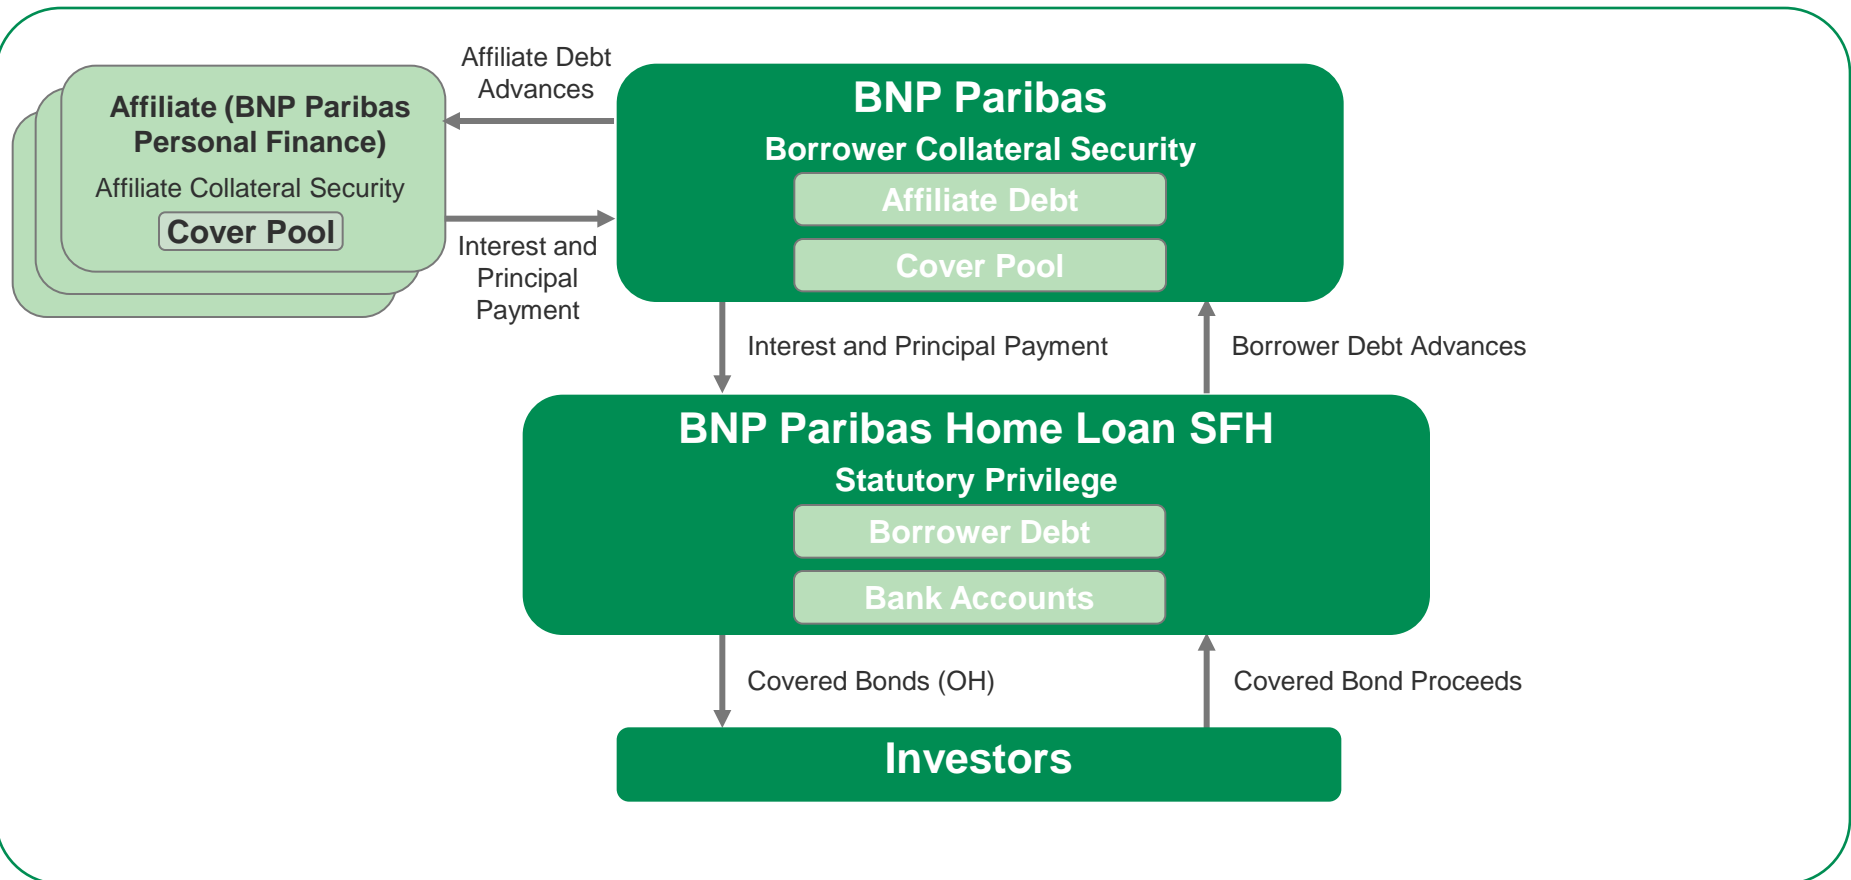 Affiliate Debt
Advances
Affiliate (BNP Paribas
Personal Finance)
Affiliate Collateral Security
Cover Pool
Interest and
Principal
Payment
BNP Paribas
Borrower Collateral Security
Affiliate Debt
Cover Pool
Interest and Principal Payment
Borrower Debt Advances
BNP Paribas Home Loan SFH
Statutory Privilege
Borrower Debt
Bank Accounts
Covered Bonds (OH)
Covered Bond Proceeds
Investors